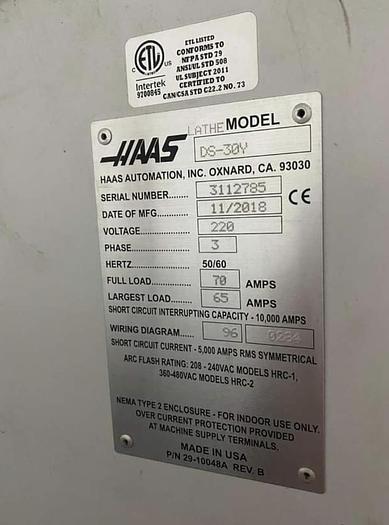 ETL LISTED
CONFORMS TO
NFPA STD 79
ANSI/UL STD 508
UL SUBJECT 2011
CERTIFIED TO
CAN/CSA STD C22.2 NO. 73
ETL
C US
Intertek
9700845
LATHE MODEL
HAAS DS-30Y
HAAS AUTOMATION, INC. OXNARD, CA. 93030
SERIAL NUMBER....... 3112785
DATE OF MFG........... 11/2018 CE
VOLTAGE................. 220
PHASE.................... 3
HERTZ 50/60
FULL LOAD............. 70 AMPS
LARGEST LOAD....... 65 AMPS
SHORT CIRCUIT INTERRUPTING CAPACITY - 10,000 AMPS
WIRING DIAGRAM...... 96 0284
SHORT CIRCUIT CURRENT - 5,000 AMPS RMS SYMMETRICAL
ARC FLASH RATING: 208 - 240VAC MODELS HRC-1,
360-480VAC MODELS HRC-2
NEMA TYPE 2 ENCLOSURE - FOR INDOOR USE ONLY.
OVER CURRENT PROTECTION PROVIDED
AT MACHINE SUPPLY TERMINALS.
MADE IN USA
P/N 29-10048A REV. B